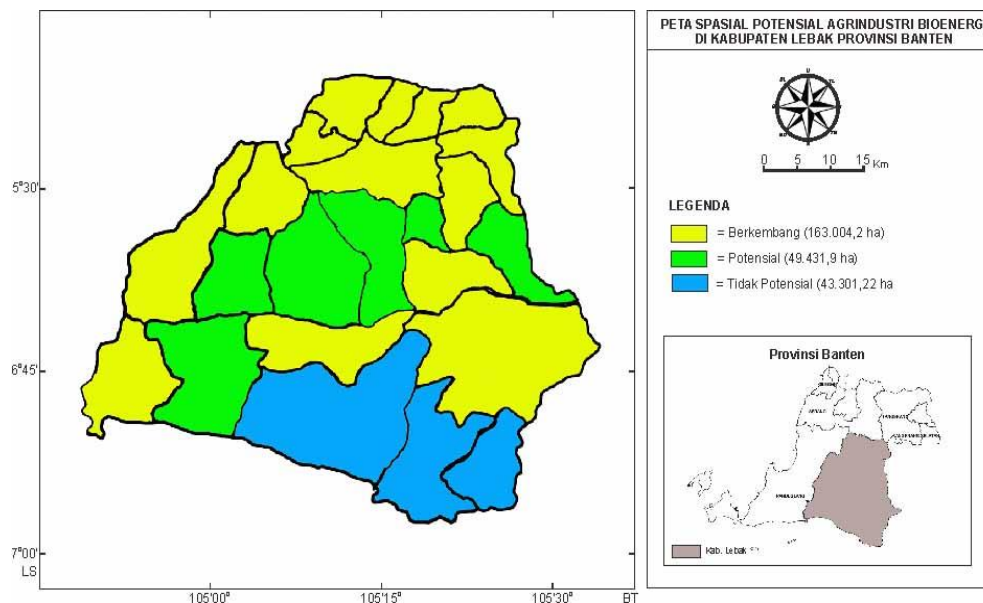 PETA SPASIAL POTENSIAL AGRINDUSTRI BIOENERG
DI KABUPATEN LEBAK PROVINSI BANTEN
0 5 10 15 Km
LEGENDA
= Berkembang (163.004,2 ha)
= Potensial (49.431,9 ha)
= Tidak Potensial (43.301,22 ha
Provinsi Banten
Kab. Lebak
5°30'
6°45'
7°00'
LS
105°00°
105°15°
105°30°
BT